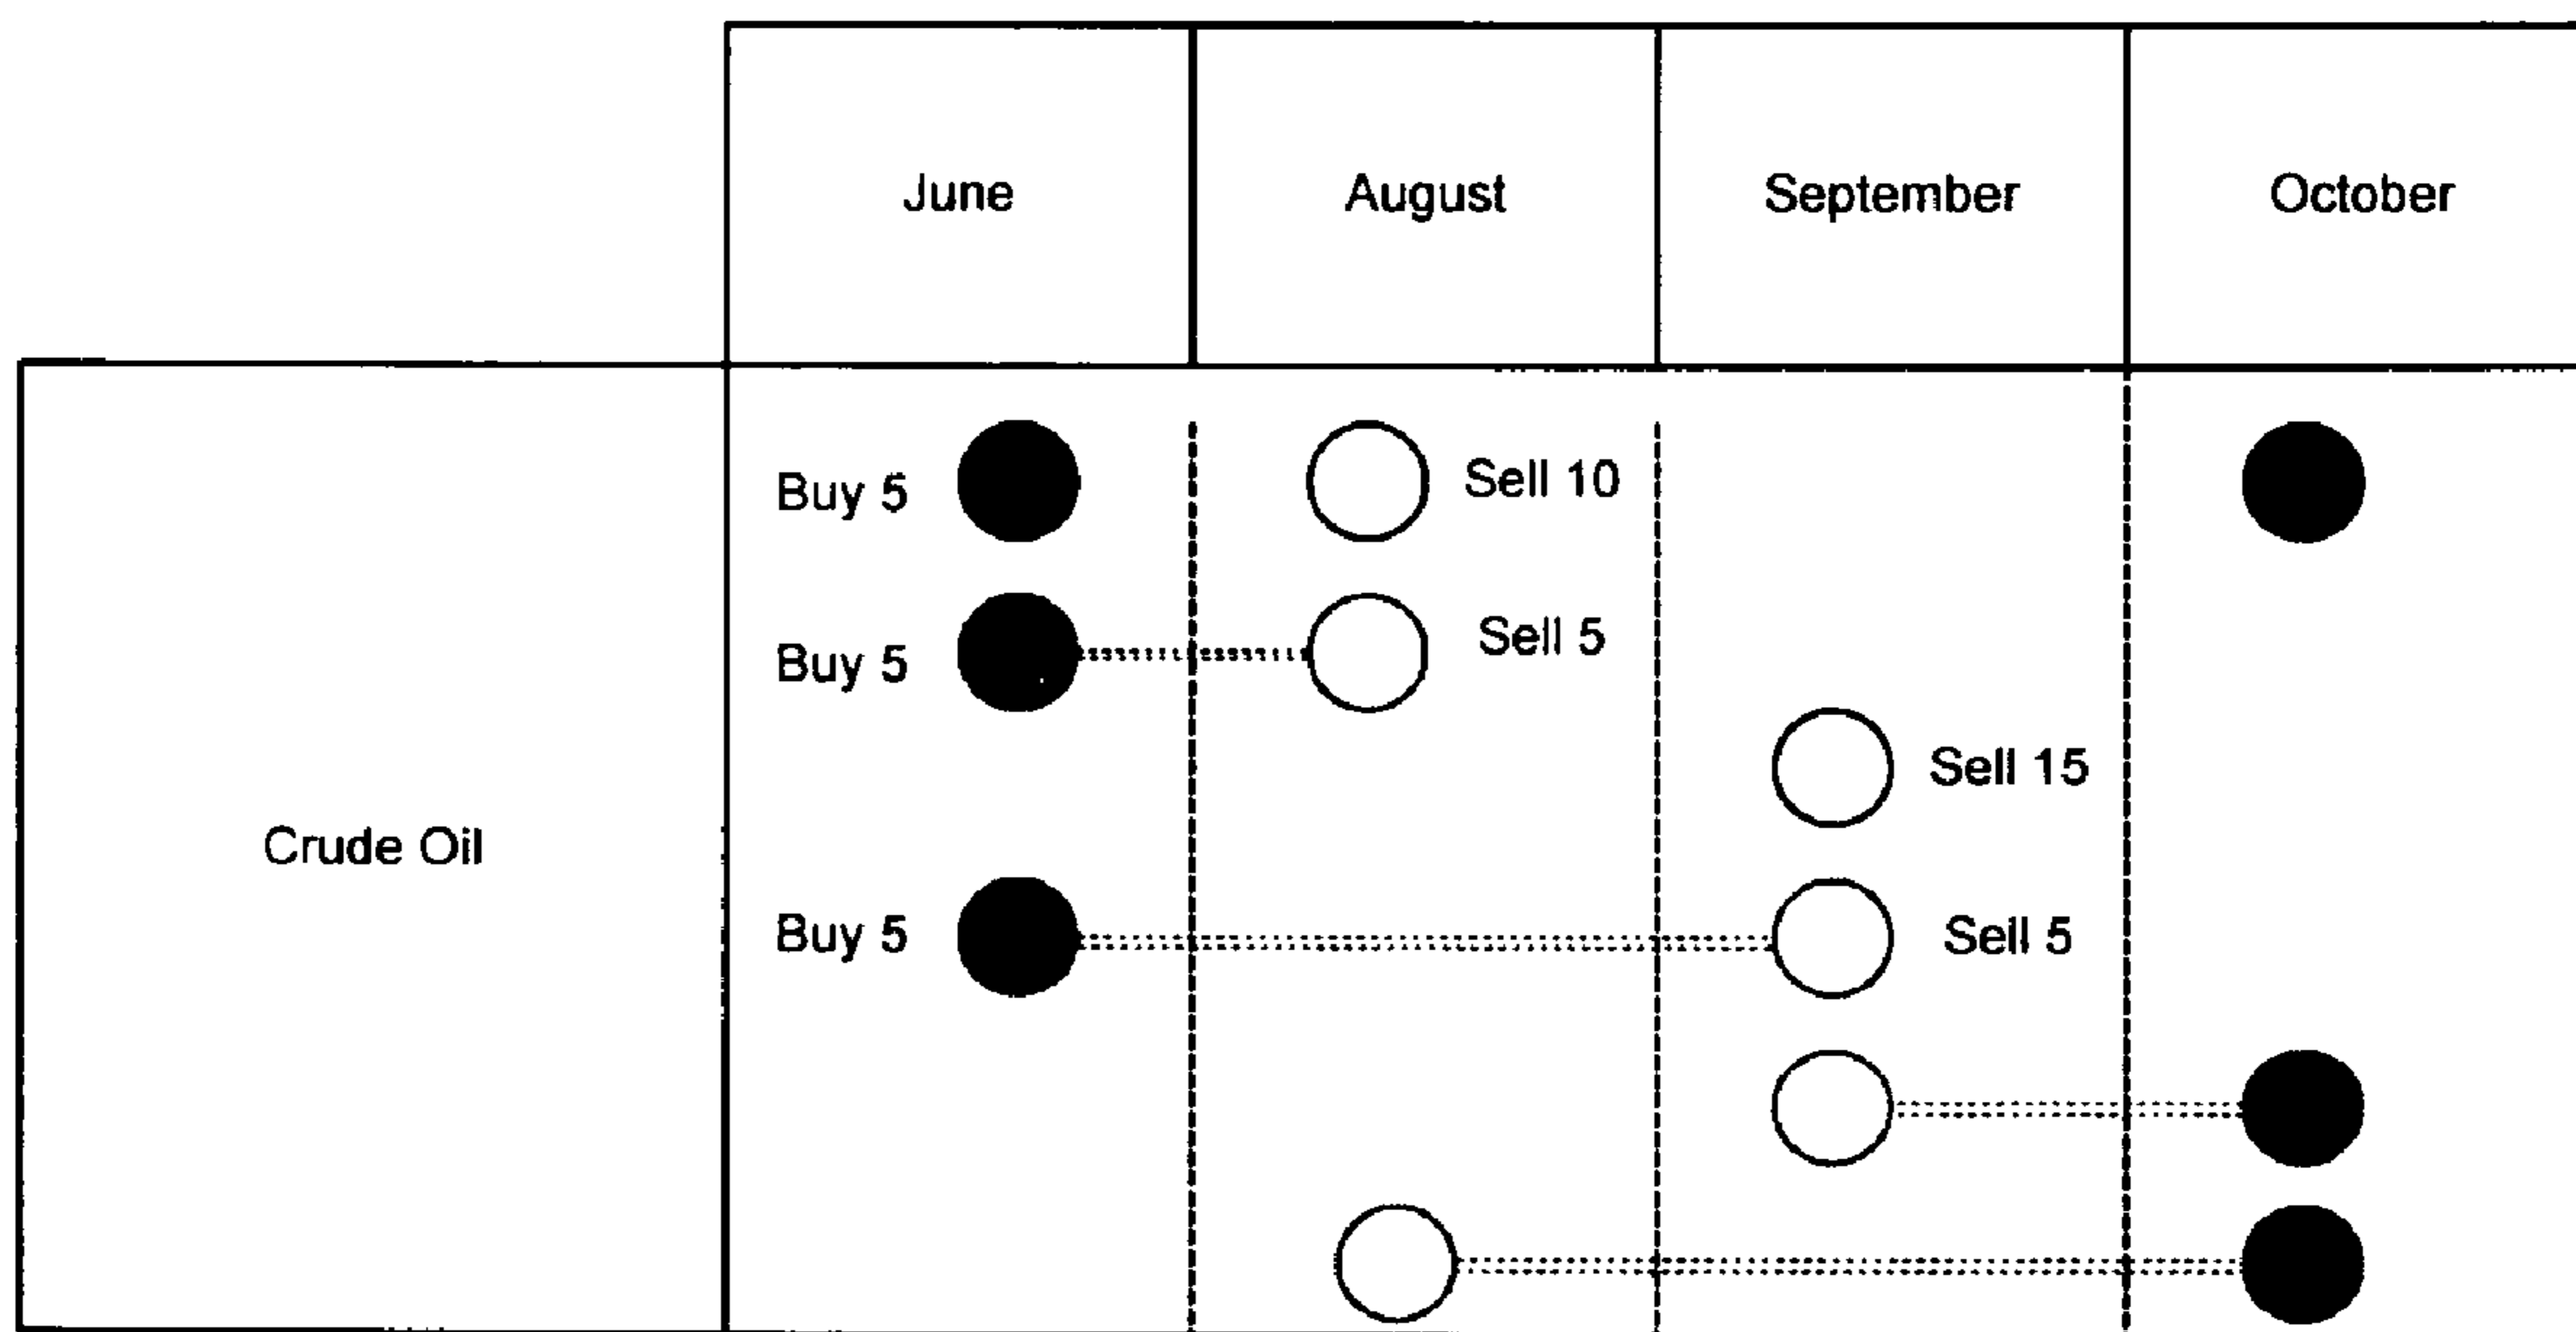 June August September October
Buy 5 Sell 10
Buy 5 Sell 5
Sell 15
Crude Oil
Buy 5 Sell 5